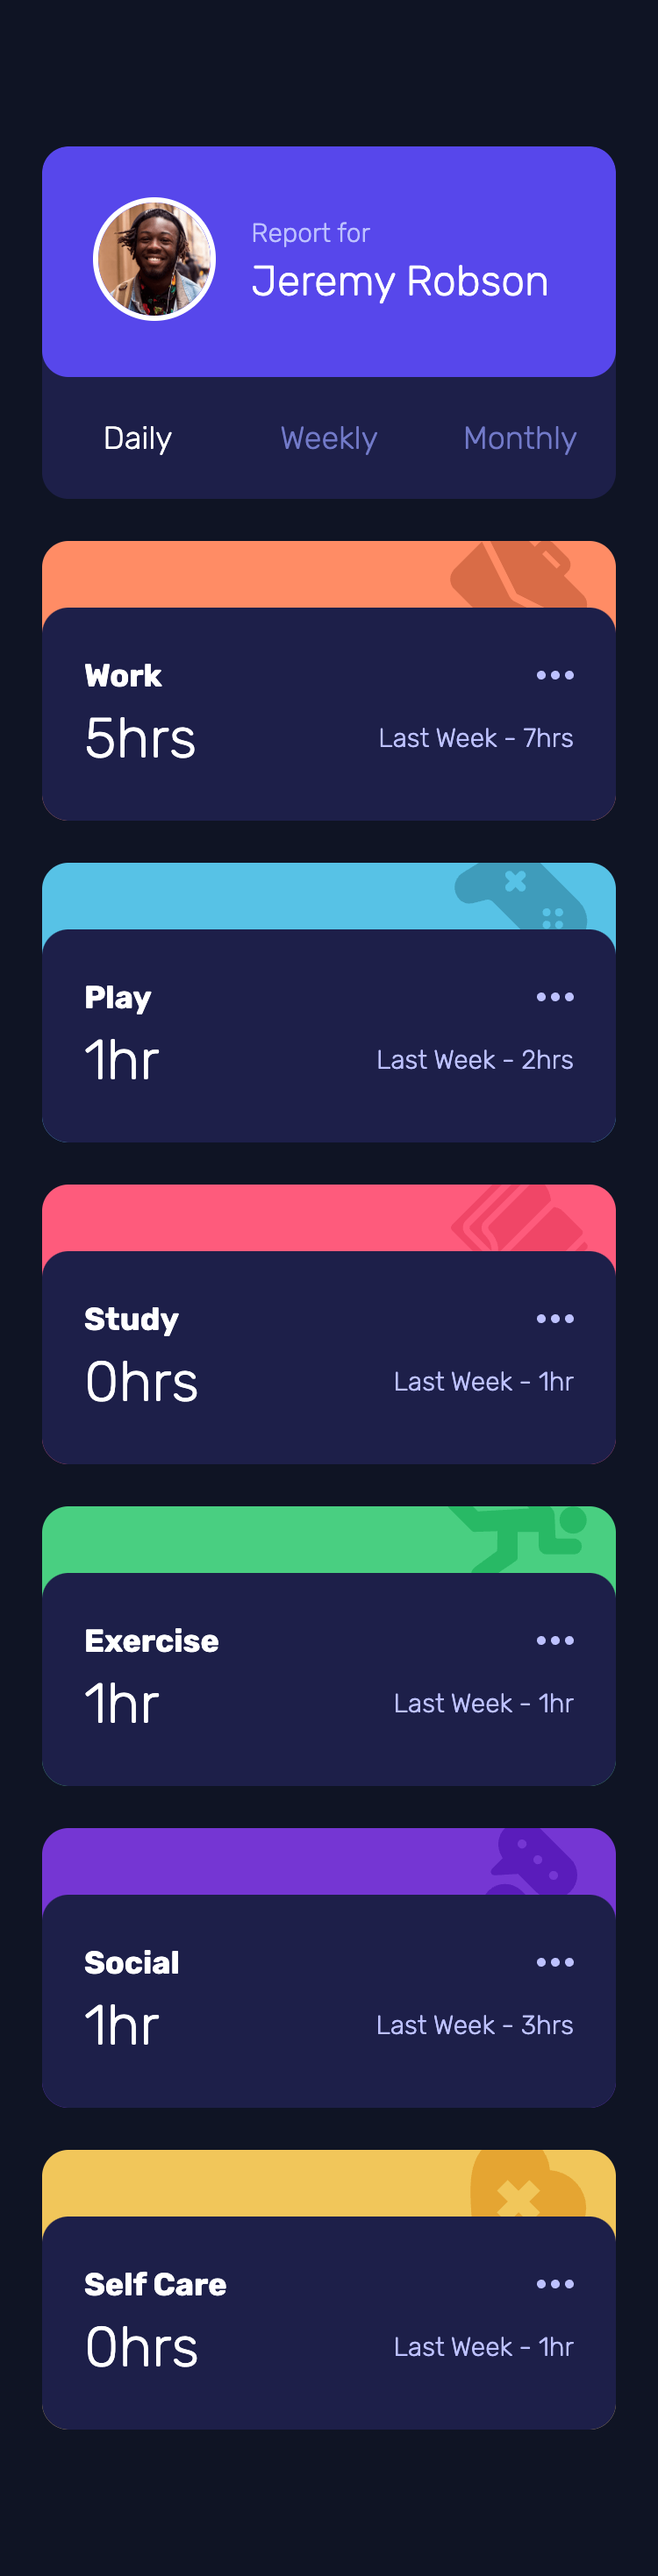 Report for
Jeremy Robson
Daily Weekly Monthly
Work
5hrs Last Week - 7hrs
Play
1hr Last Week - 2hrs
Study
0hrs Last Week - 1hr
Exercise
1hr Last Week - 1hr
Social
1hr Last Week - 3hrs
Self Care
0hrs Last Week - 1hr